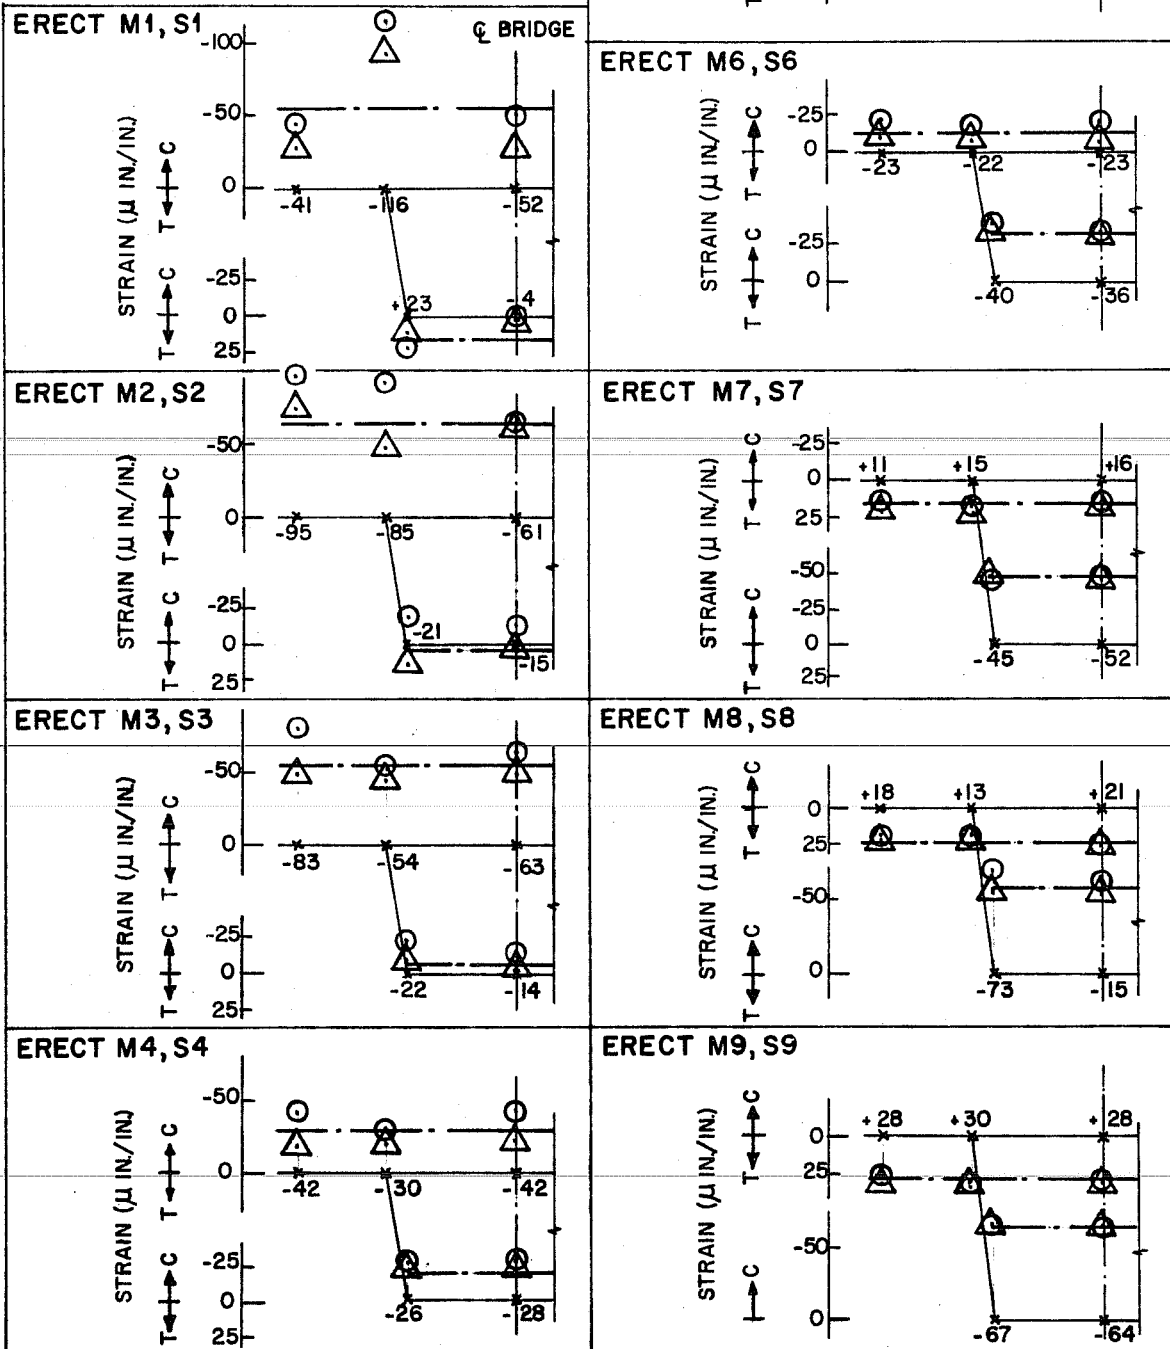 ERECT M1, S1
℄ BRIDGE
-100
-50
0
-41
-116
-52
-25
0
25
+23
-4
STRAIN (μ IN./IN.)
T C
T C
ERECT M2, S2
-50
0
-95
-85
-61
-25
0
25
-21
-15
STRAIN (μ IN./IN.)
T C
T C
ERECT M3, S3
-50
0
-83
-54
-63
-25
0
25
-22
-14
STRAIN (μ IN./IN.)
T C
T C
ERECT M4, S4
-50
0
-42
-30
-42
-25
0
25
-26
-28
STRAIN (μ IN./IN.)
T C
T C
T
ERECT M6, S6
-25
0
-23
-22
-23
-25
0
-40
-36
STRAIN (μ IN./IN.)
T C
T C
ERECT M7, S7
-25
0
25
+11
+15
+16
-50
-25
0
25
-45
-52
STRAIN (μ IN./IN.)
T C
T C
ERECT M8, S8
0
25
+18
+13
+21
-50
0
-73
-15
STRAIN (μ IN./IN.)
T C
T C
ERECT M9, S9
0
25
+28
+30
+28
-50
0
-67
-64
STRAIN (μ IN./IN.)
T C
C